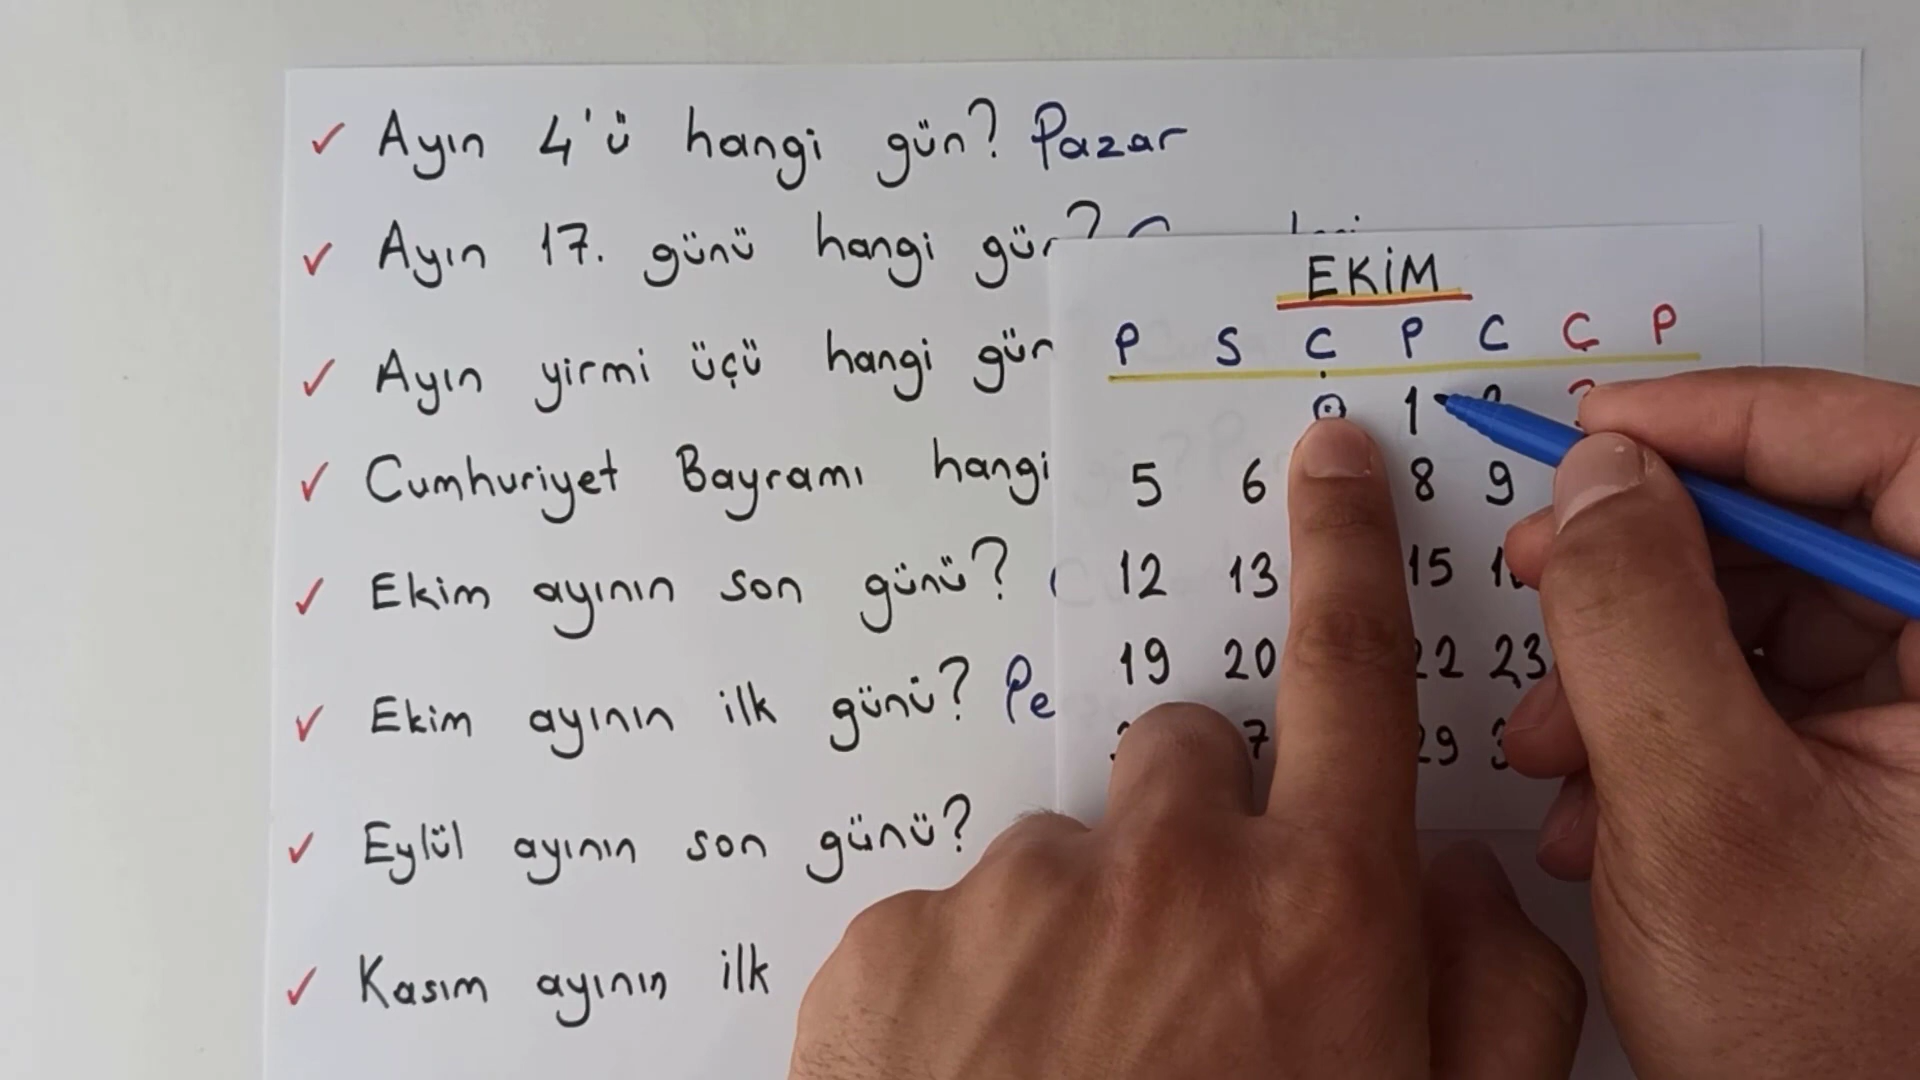 Ayın 4'ü hangi gün? Pazar
Ayın 17. günü hangi gün?
Ayın yirmi üçü hangi gün
Cumhuriyet Bayramı hangi
Ekim ayının son günü?
Ekim ayının ilk günü? Pe
Eylül ayının son günü?
Kasım ayının ilk
EKİM
P S Ç P C C P
1
5 6 8 9
12 13 15
19 20 22 23
29